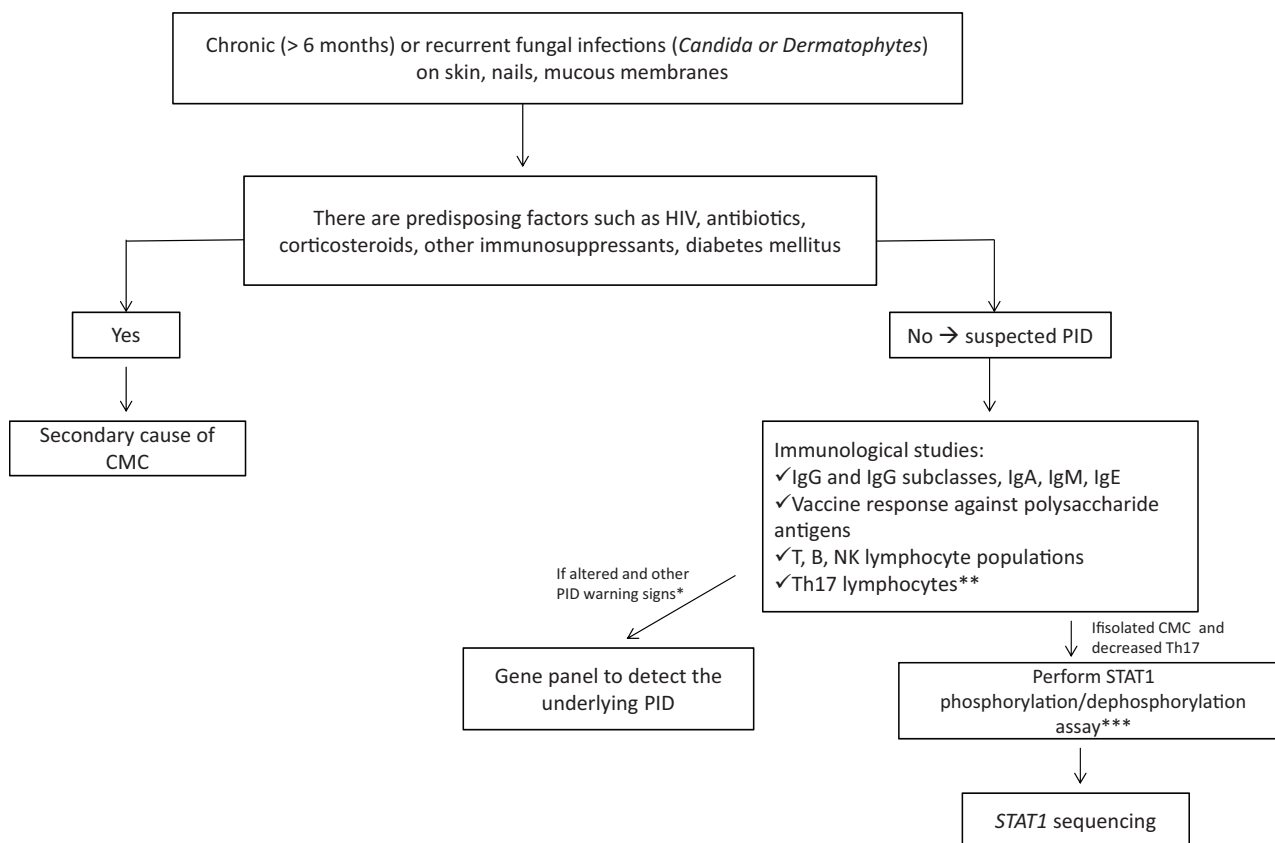 Chronic (> 6 months) or recurrent fungal infections (Candida or Dermatophytes)
on skin, nails, mucous membranes
There are predisposing factors such as HIV, antibiotics,
corticosteroids, other immunosuppressants, diabetes mellitus
Yes
No → suspected PID
Secondary cause of
CMC
Immunological studies:
✓IgG and IgG subclasses, IgA, IgM, IgE
✓Vaccine response against polysaccharide
antigens
✓T, B, NK lymphocyte populations
✓Th17 lymphocytes**
If altered and other
PID warning signs*
Ifisolated CMC and
decreased Th17
Gene panel to detect the
underlying PID
Perform STAT1
phosphorylation/dephosphorylation
assay***
STAT1 sequencing